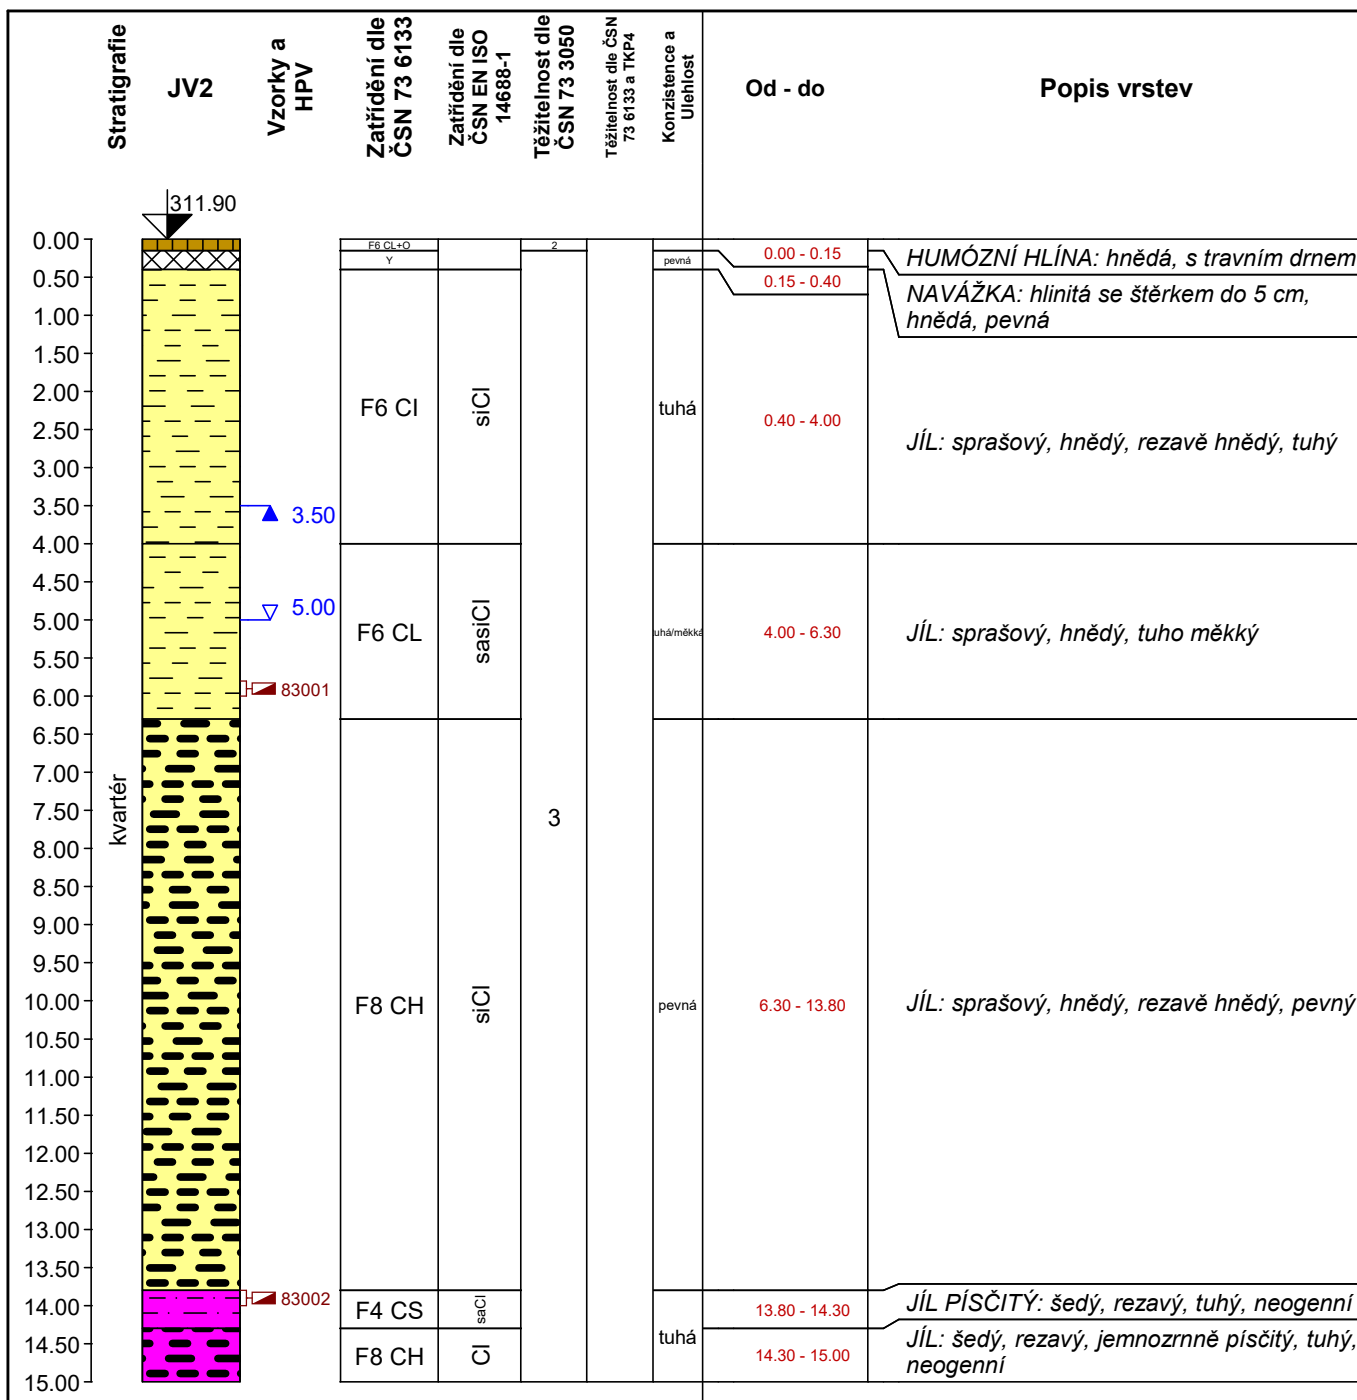 Stratigrafie
JV2
Vzorky a
HPV
Zatřídění dle
ČSN 73 6133
Zatřídění dle
ČSN EN ISO
14688-1
Těžitelnost dle
ČSN 73 3050
Těžitelnost dle ČSN
73 6133 a TKP4
Konzistence a
Ulehlost
Od - do
Popis vrstev
311.90
0.00
0.50
1.00
1.50
2.00
2.50
3.00
3.50
4.00
4.50
5.00
5.50
6.00
6.50
7.00
7.50
8.00
8.50
9.00
9.50
10.00
10.50
11.00
11.50
12.00
12.50
13.00
13.50
14.00
14.50
15.00
kvartér
3.50
5.00
83001
83002
F6 CL+O
Y
F6 CI
F6 CL
F8 CH
F4 CS
F8 CH
siCl
sasiCl
siCl
saCl
Cl
2
3
pevná
tuhá
tuhá/měkká
pevná
tuhá
0.00 - 0.15
HUMÓZNÍ HLÍNA: hnědá, s travním drnem
0.15 - 0.40
NAVÁŽKA: hlinitá se štěrkem do 5 cm,
hnědá, pevná
0.40 - 4.00
JÍL: sprašový, hnědý, rezavě hnědý, tuhý
4.00 - 6.30
JÍL: sprašový, hnědý, tuho měkký
6.30 - 13.80
JÍL: sprašový, hnědý, rezavě hnědý, pevný
13.80 - 14.30
JÍL PÍSČITÝ: šedý, rezavý, tuhý, neogenní
14.30 - 15.00
JÍL: šedý, rezavý, jemnozrnně písčitý, tuhý,
neogenní